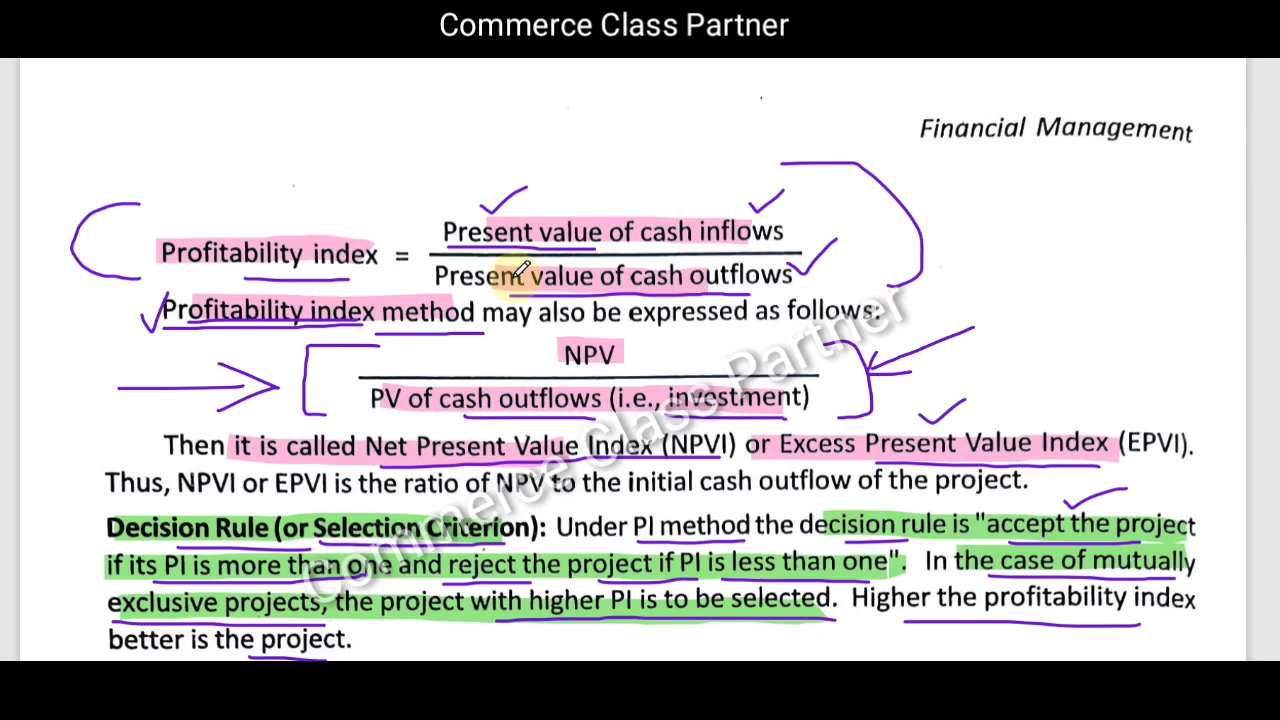 Commerce Class Partner
Financial Management
Profitability index = Present value of cash inflows
Present value of cash outflows
Profitability index method may also be expressed as follows:
NPV
PV of cash outflows (i.e., investment)
Then it is called Net Present Value Index (NPVI) or Excess Present Value Index (EPVI).
Thus, NPVI or EPVI is the ratio of NPV to the initial cash outflow of the project.
Decision Rule (or Selection Criterion): Under PI method the decision rule is "accept the project
if its PI is more than one and reject the project if PI is less than one". In the case of mutually
exclusive projects, the project with higher PI is to be selected. Higher the profitability index
better is the project.
Commerce Class Partner